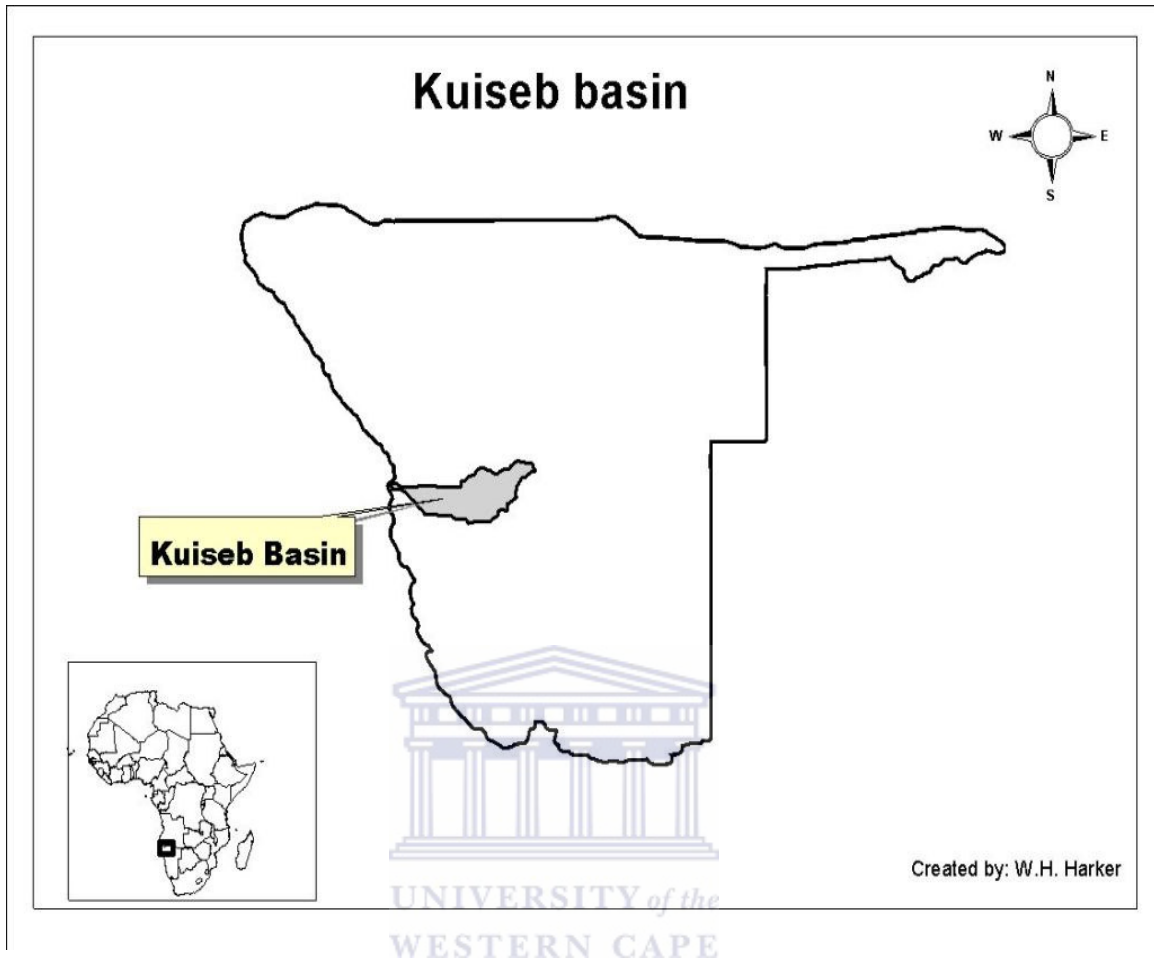 Kuiseb basin
N
W E
S
Kuiseb Basin
Created by: W.H. Harker
UNIVERSITY of the
WESTERN CAPE